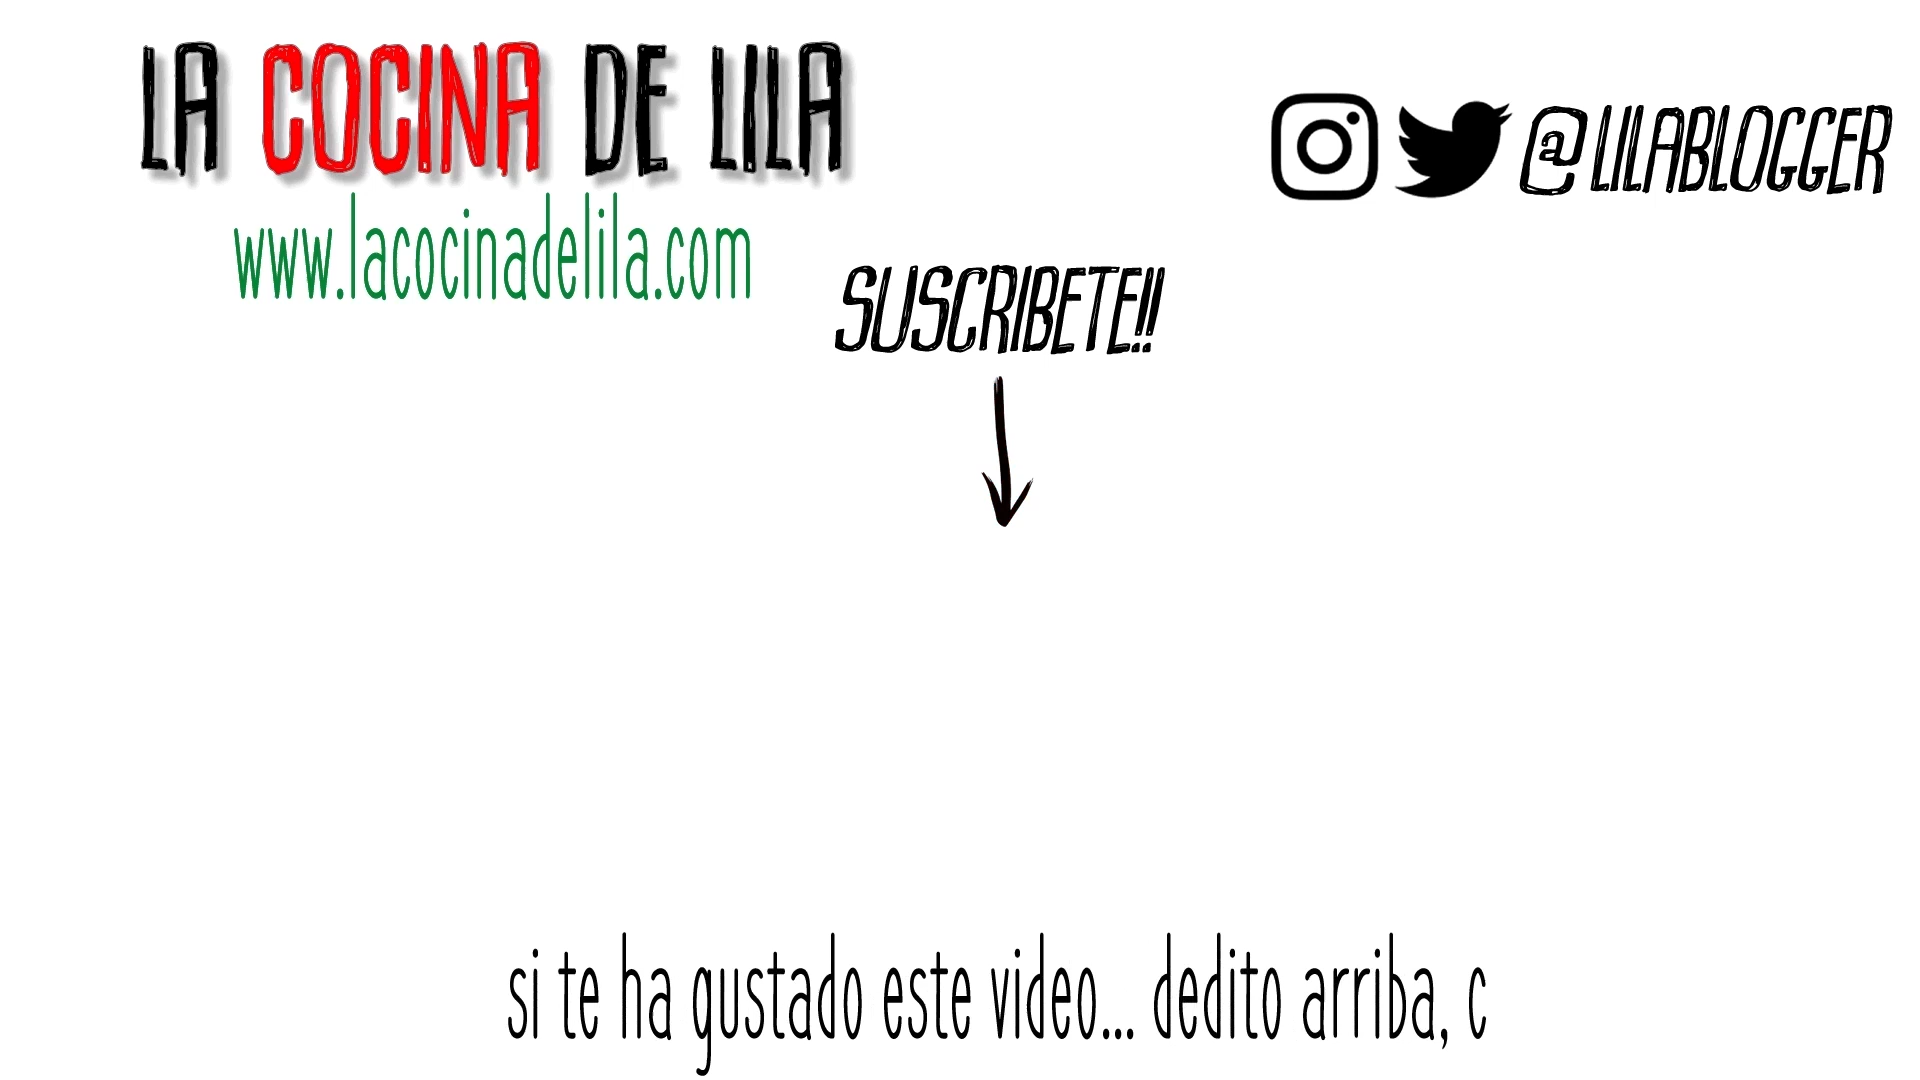 LA COCINA DE LILA
www.lacocinadelila.com
@LILABLOGGER
SUSCRIBETE!!
si te ha gustado este video... dedito arriba, c